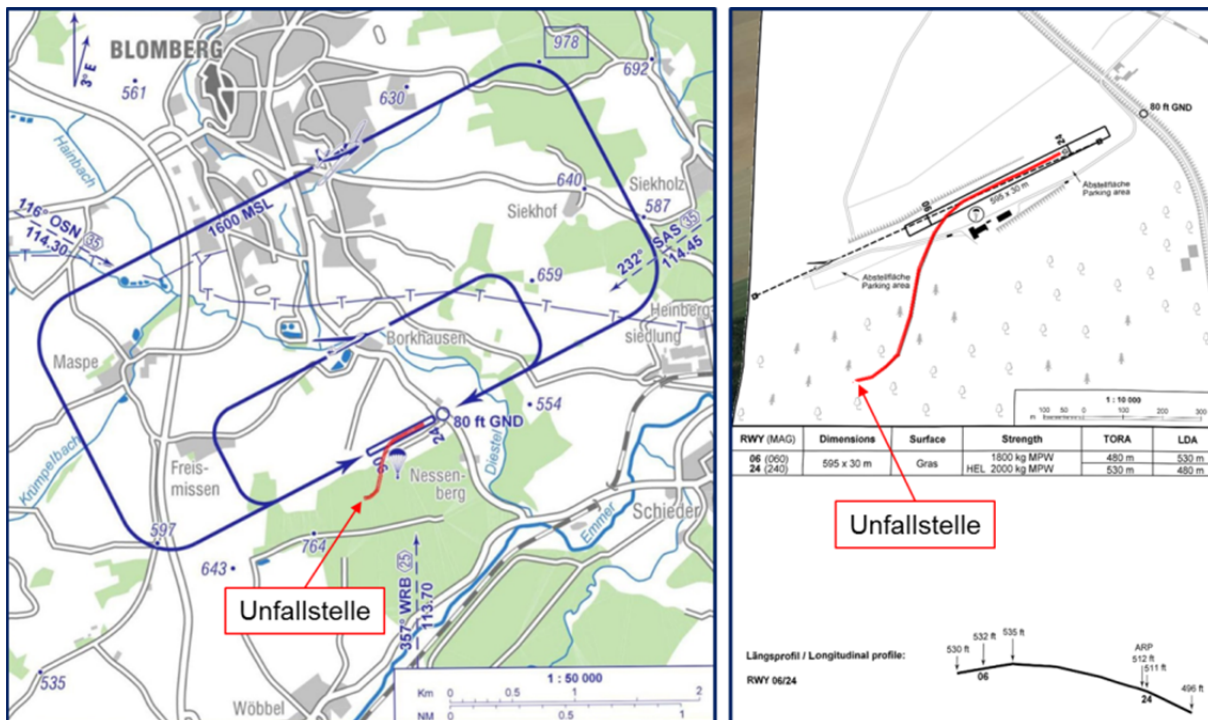 BLOMBERG
3° E
561
630
978
692
Hainbach
116° OSN 35
114.30
1600 MSL
640
Siekholz
Siekhof
587
232° SAS 35
114.45
659
Heinberg
siedlung
Borkhausen
Maspe
554
80 ft GND
24
06
Diestel
Freis-
missen
Krümpelbach
Nessen-
berg
Emmer
Schieder
597
764
643
Unfallstelle
357° WRB 25
113.70
535
Wöbbel
1 : 50 000
Km 0 0.5 1 2
NM 0 0.5 1
80 ft GND
24
06
595 x 30 m
Abstellfläche
Parking area
Abstellfläche
Parking area
1 : 10 000
100 50 0 100 200 300
RWY (MAG) Dimensions Surface Strength TORA LDA
06 (060) 595 x 30 m Gras 1800 kg MPW 480 m 530 m
24 (240) HEL 2000 kg MPW 530 m 480 m
Unfallstelle
Längsprofil / Longitudinal profile:
RWY 06/24
530 ft
532 ft
535 ft
ARP
512 ft
511 ft
496 ft
06
24